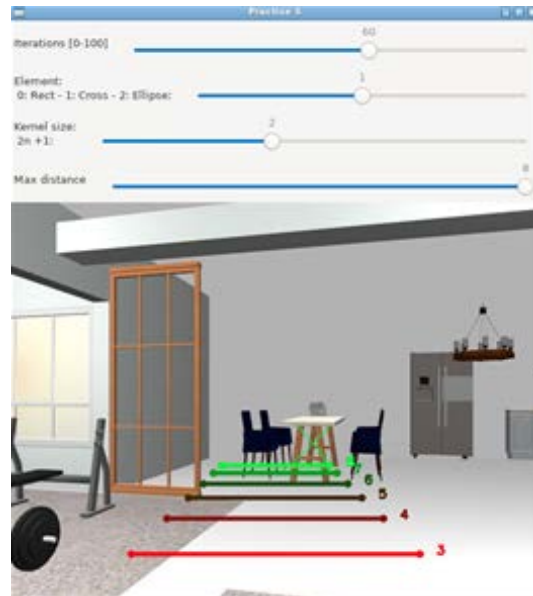 Practice 5
Iterations [0-100]
60
Element:
0: Rect - 1: Cross - 2: Ellipse:
1
Kernel size:
2n +1:
2
Max distance
8
7
6
5
4
3